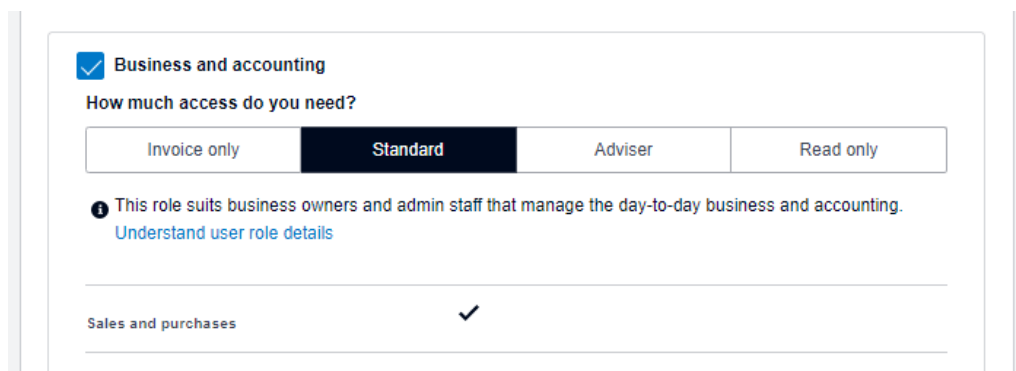 Business and accounting
How much access do you need?
Invoice only
Standard
Adviser
Read only
This role suits business owners and admin staff that manage the day-to-day business and accounting.
Understand user role details
Sales and purchases